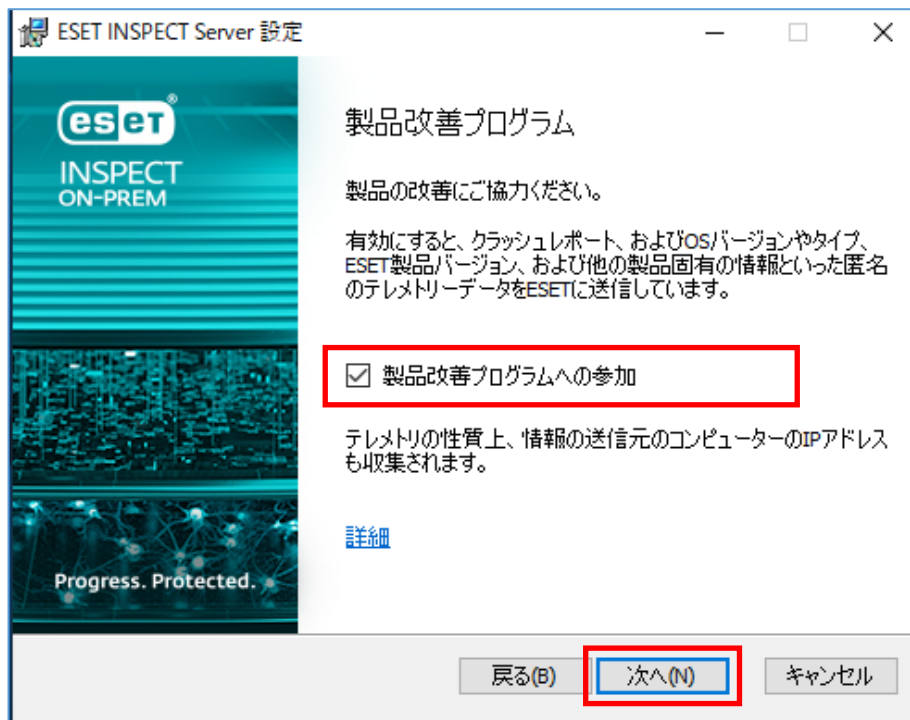 ESET INSPECT Server 設定
eseT®
INSPECT
ON-PREM
Progress. Protected.
製品改善プログラム
製品の改善にご協力ください。
有効にすると、クラッシュレポート、およびOSバージョンやタイプ、
ESET製品バージョン、および他の製品固有の情報といった匿名
のテレメトリーデータをESETに送信しています。
製品改善プログラムへの参加
テレメトリの性質上、情報の送信元のコンピューターのIPアドレス
も収集されます。
詳細
戻る(B)
次へ(N)
キャンセル